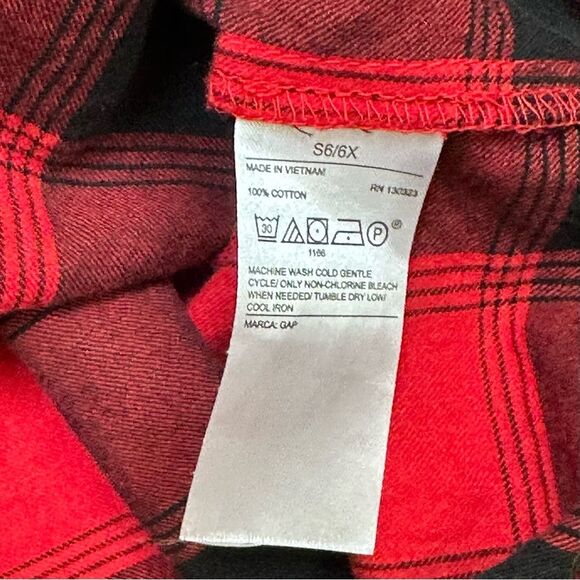 S6/6X
MADE IN VIETNAM
100% COTTON RN 130323
30 P ®
1166
MACHINE WASH COLD GENTLE
CYCLE/ ONLY NON-CHLORINE BLEACH
WHEN NEEDED/ TUMBLE DRY LOW/
COOL IRON
MARCA: GAP